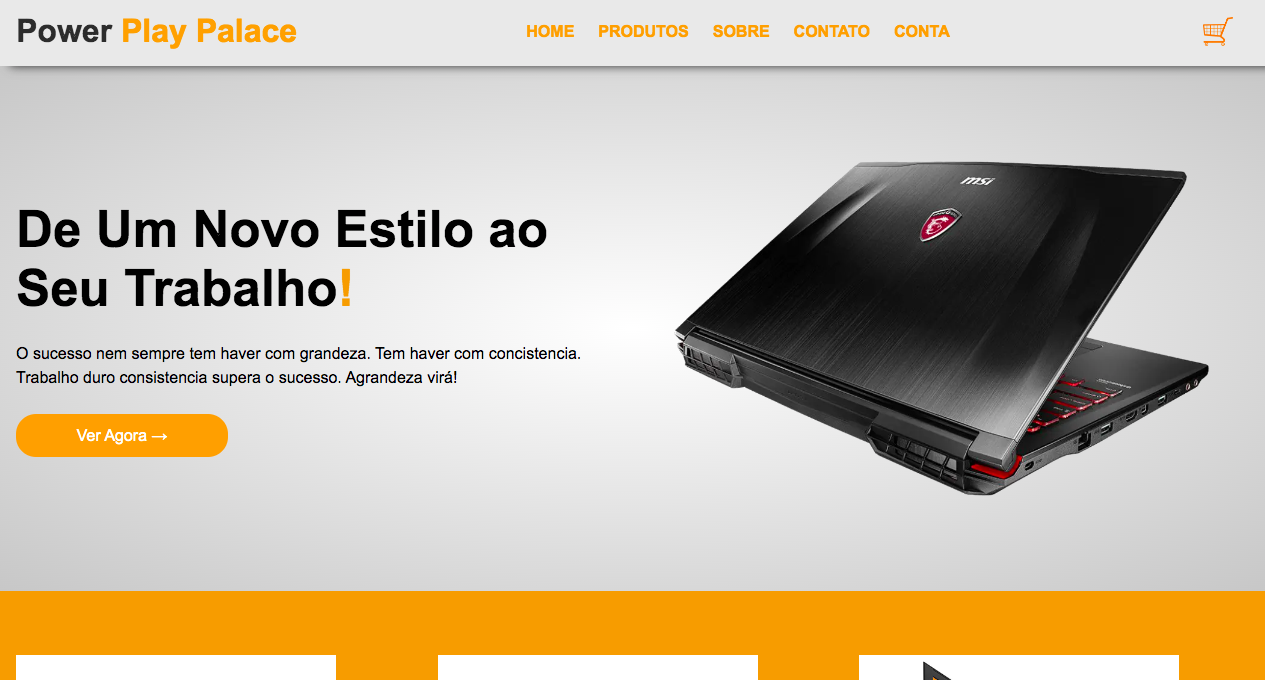 Power Play Palace
HOME PRODUTOS SOBRE CONTATO CONTA
msi
De Um Novo Estilo ao
Seu Trabalho!
O sucesso nem sempre tem haver com grandeza. Tem haver com concistencia.
Trabalho duro consistencia supera o sucesso. Agrandeza virá!
Ver Agora →